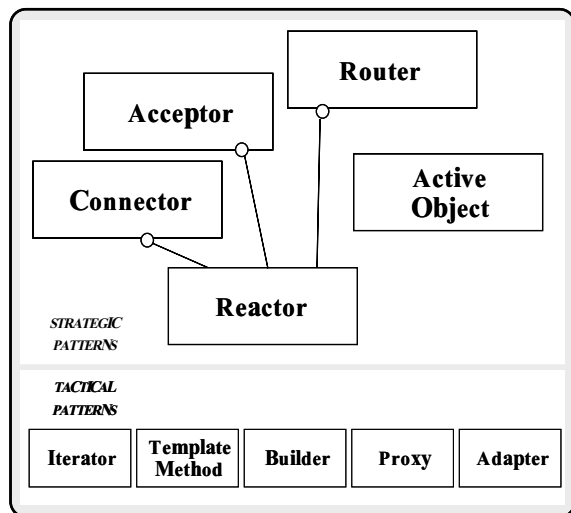 Router
Acceptor
Active
Object
Connector
Reactor
STRATEGIC
PATTERNS
TACTICAL
PATTERNS
Iterator
Template
Method
Builder
Proxy
Adapter